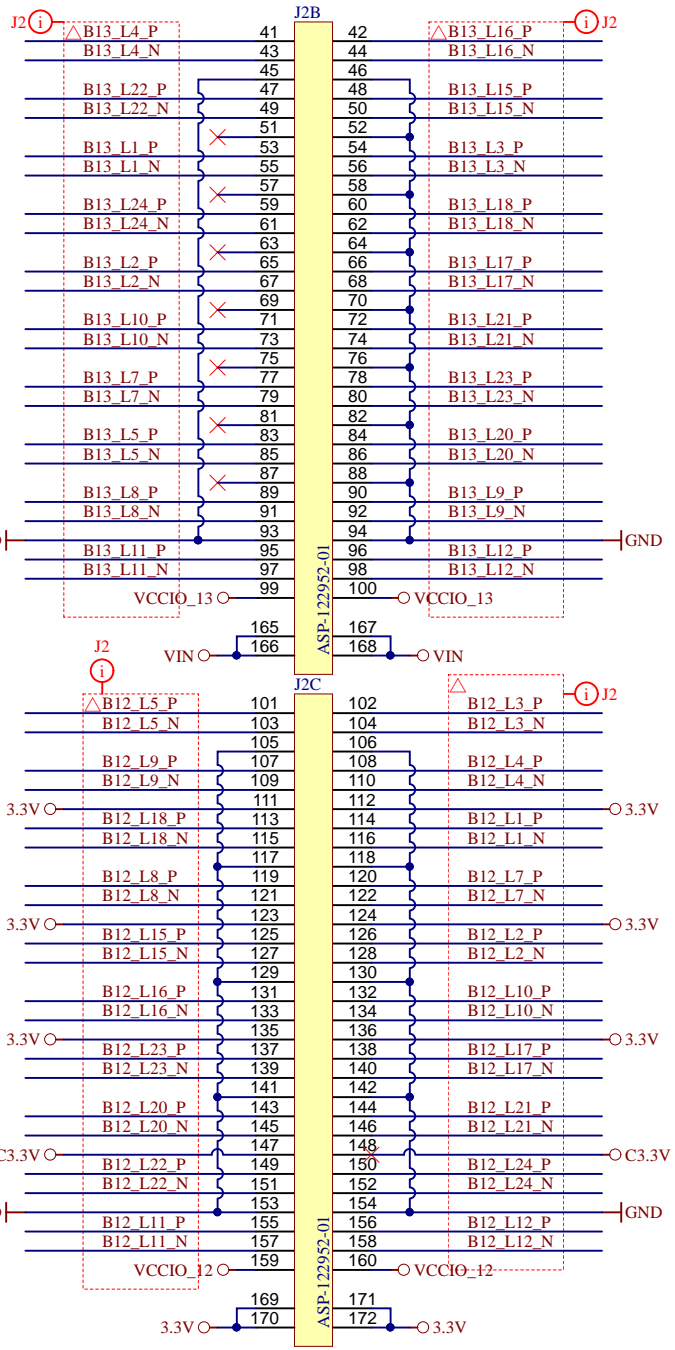 J2 i J2B i J2
B13_L4_P 41 42 B13_L16_P
B13_L4_N 43 44 B13_L16_N
45 46
B13_L22_P 47 48 B13_L15_P
B13_L22_N 49 50 B13_L15_N
51 52
B13_L1_P 53 54 B13_L3_P
B13_L1_N 55 56 B13_L3_N
57 58
B13_L24_P 59 60 B13_L18_P
B13_L24_N 61 62 B13_L18_N
63 64
B13_L2_P 65 66 B13_L17_P
B13_L2_N 67 68 B13_L17_N
69 70
B13_L10_P 71 72 B13_L21_P
B13_L10_N 73 74 B13_L21_N
75 76
B13_L7_P 77 78 B13_L23_P
B13_L7_N 79 80 B13_L23_N
81 82
B13_L5_P 83 84 B13_L20_P
B13_L5_N 85 86 B13_L20_N
87 88
B13_L8_P 89 90 B13_L9_P
B13_L8_N 91 92 B13_L9_N
93 94 GND
B13_L11_P 95 96 B13_L12_P
B13_L11_N 97 98 B13_L12_N
VCCIO_13 99 100 VCCIO_13
165 167
VIN 166 168 VIN
ASP-122952-01
J2 i J2C i J2
B12_L5_P 101 102 B12_L3_P
B12_L5_N 103 104 B12_L3_N
105 106
B12_L9_P 107 108 B12_L4_P
B12_L9_N 109 110 B12_L4_N
3.3V 111 112 3.3V
B12_L18_P 113 114 B12_L1_P
B12_L18_N 115 116 B12_L1_N
117 118
B12_L8_P 119 120 B12_L7_P
B12_L8_N 121 122 B12_L7_N
3.3V 123 124 3.3V
B12_L15_P 125 126 B12_L2_P
B12_L15_N 127 128 B12_L2_N
129 130
B12_L16_P 131 132 B12_L10_P
B12_L16_N 133 134 B12_L10_N
3.3V 135 136 3.3V
B12_L23_P 137 138 B12_L17_P
B12_L23_N 139 140 B12_L17_N
141 142
B12_L20_P 143 144 B12_L21_P
B12_L20_N 145 146 B12_L21_N
C3.3V 147 148 C3.3V
B12_L22_P 149 150 B12_L24_P
B12_L22_N 151 152 B12_L24_N
153 154 GND
B12_L11_P 155 156 B12_L12_P
B12_L11_N 157 158 B12_L12_N
VCCIO_12 159 160 VCCIO_12
169 171
3.3V 170 172 3.3V
ASP-122952-01